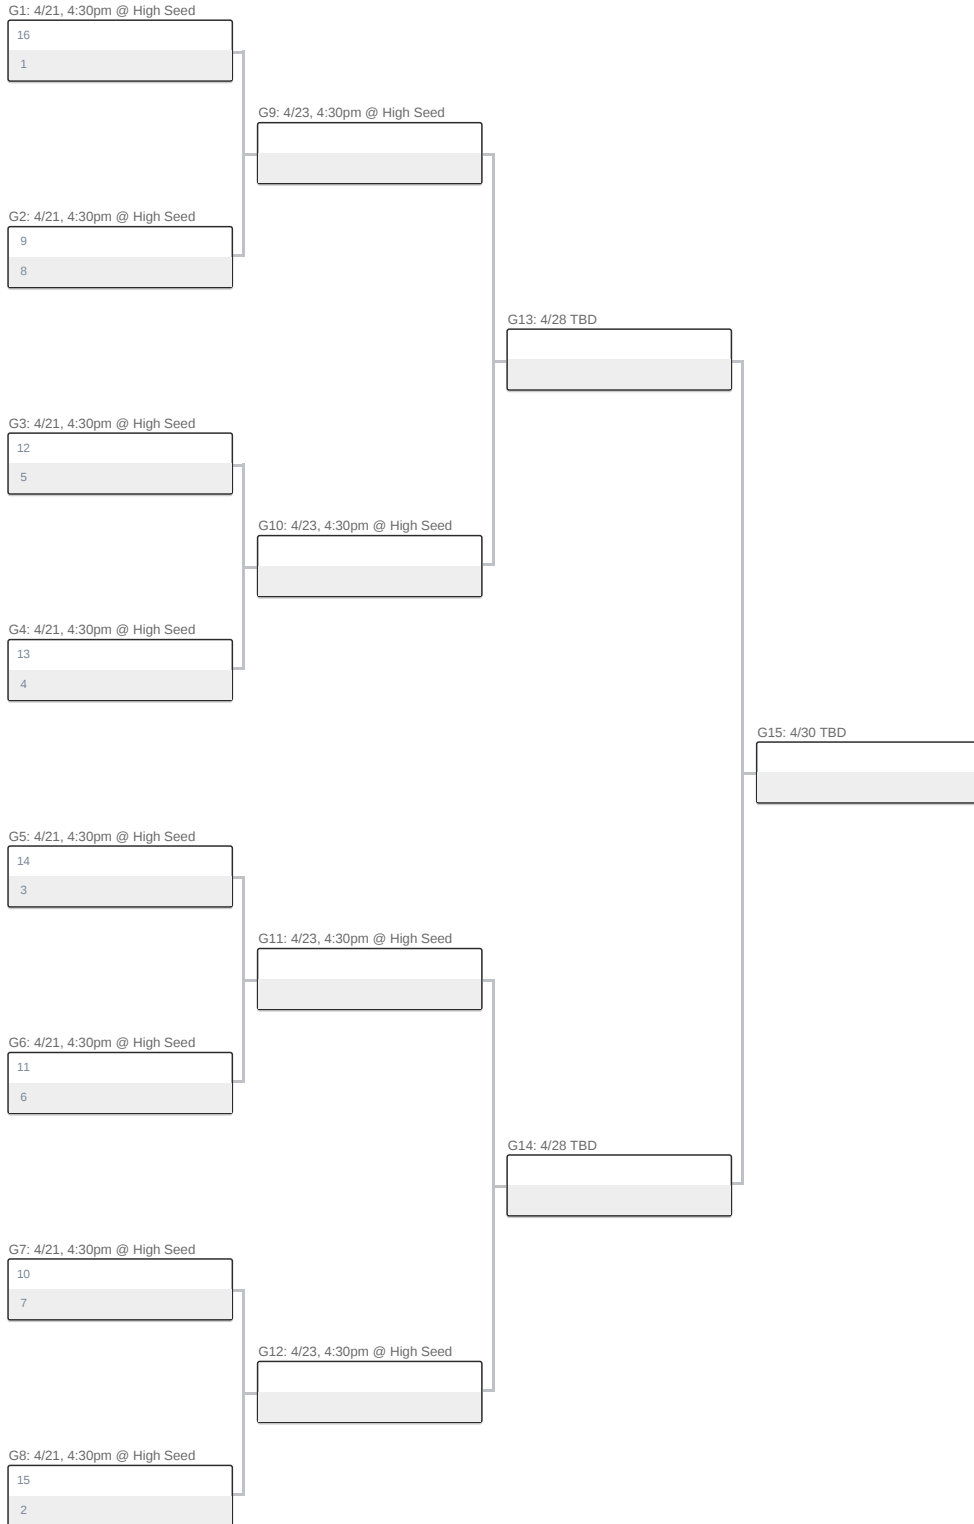 G1: 4/21, 4:30pm @ High Seed
16
1
G9: 4/23, 4:30pm @ High Seed
G2: 4/21, 4:30pm @ High Seed
9
8
G13: 4/28 TBD
G3: 4/21, 4:30pm @ High Seed
12
5
G10: 4/23, 4:30pm @ High Seed
G4: 4/21, 4:30pm @ High Seed
13
4
G15: 4/30 TBD
G5: 4/21, 4:30pm @ High Seed
14
3
G11: 4/23, 4:30pm @ High Seed
G6: 4/21, 4:30pm @ High Seed
11
6
G14: 4/28 TBD
G7: 4/21, 4:30pm @ High Seed
10
7
G12: 4/23, 4:30pm @ High Seed
G8: 4/21, 4:30pm @ High Seed
15
2